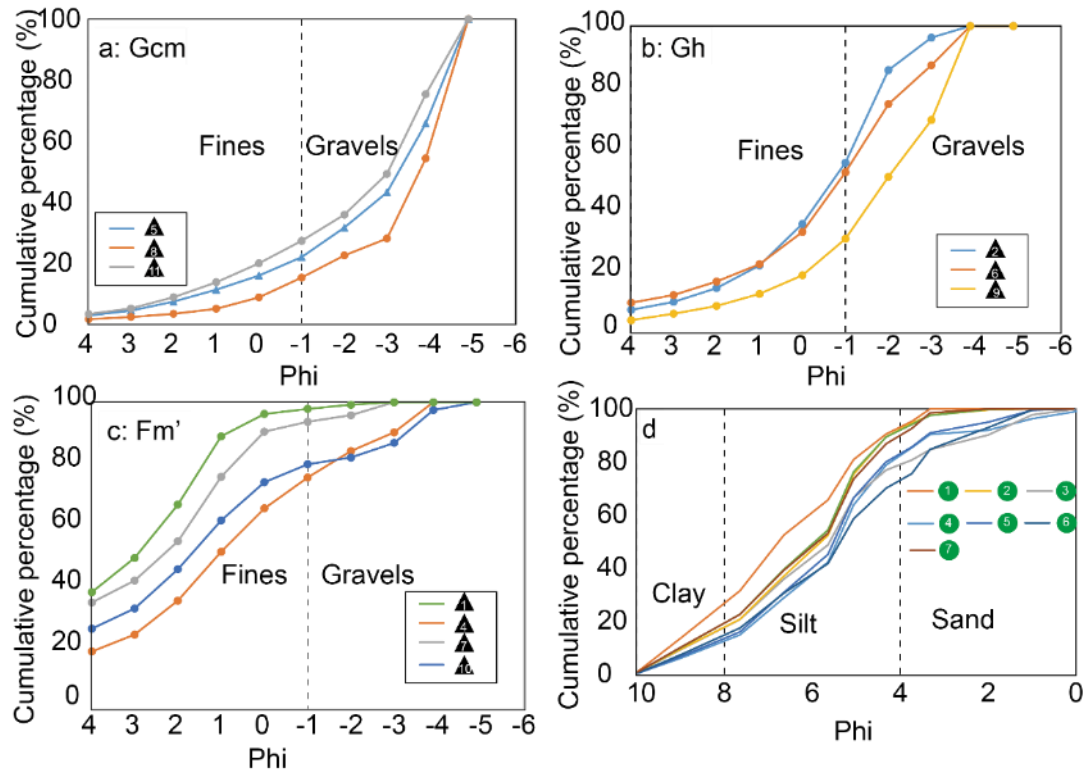 a: Gcm
Cumulative percentage (%)
100
80
60
40
20
0
Fines
Gravels
5
8
11
4 3 2 1 0 -1 -2 -3 -4 -5 -6
Phi
b: Gh
Cumulative percentage (%)
100
80
60
40
20
0
Fines
Gravels
2
6
9
4 3 2 1 0 -1 -2 -3 -4 -5 -6
Phi
c: Fm'
Cumulative percentage (%)
100
80
60
40
20
0
Fines
Gravels
1
4
7
10
4 3 2 1 0 -1 -2 -3 -4 -5 -6
Phi
d
Cumulative percentage (%)
100
80
60
40
20
0
Clay
Silt
Sand
1 2 3
4 5 6
7
10 8 6 4 2 0
Phi